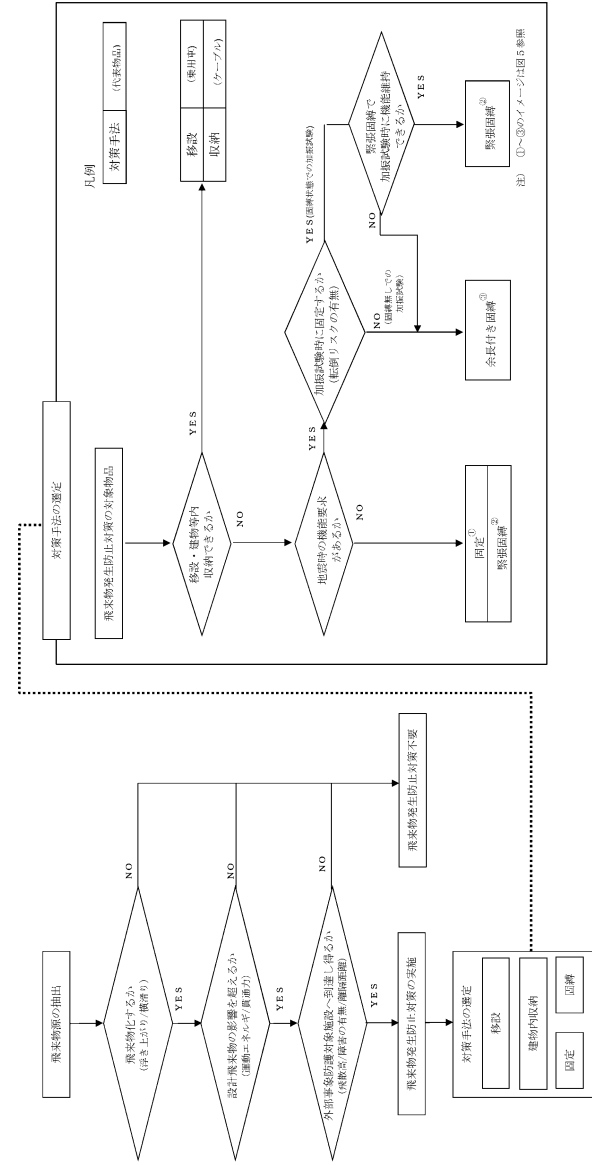 飛来物源の抽出
飛来物化するか
(浮き上がり/横滑り)
NO
YES
設計飛来物の影響を超えるか
(運動エネルギ/貫通力)
NO
YES
外部事象防護対象施設へ到達し得るか
(飛散高/障害の有無/離隔距離)
NO
YES
飛来物発生防止対策の実施
飛来物発生防止対策不要
対策手法の選定
移設
建物内収納
固定
固縛
対策手法の選定
凡例
対策手法
(代表物品)
飛来物発生防止対策の対象物品
移設・建物等内
収納できるか
YES
移設
(乗用車)
収納
(ケーブル)
NO
地震時の機能要求
があるか
YES
NO
加振試験時に固定するか
(転倒リスクの有無)
YES(固縛状態での加振試験)
NO
(固縛無しでの
加振試験)
緊張固縛で
加振試験時に機能維持
できるか
NO
YES
固定①
緊張固縛②
余長付き固縛③
緊張固縛②
注) ①~③のイメージは図5参照